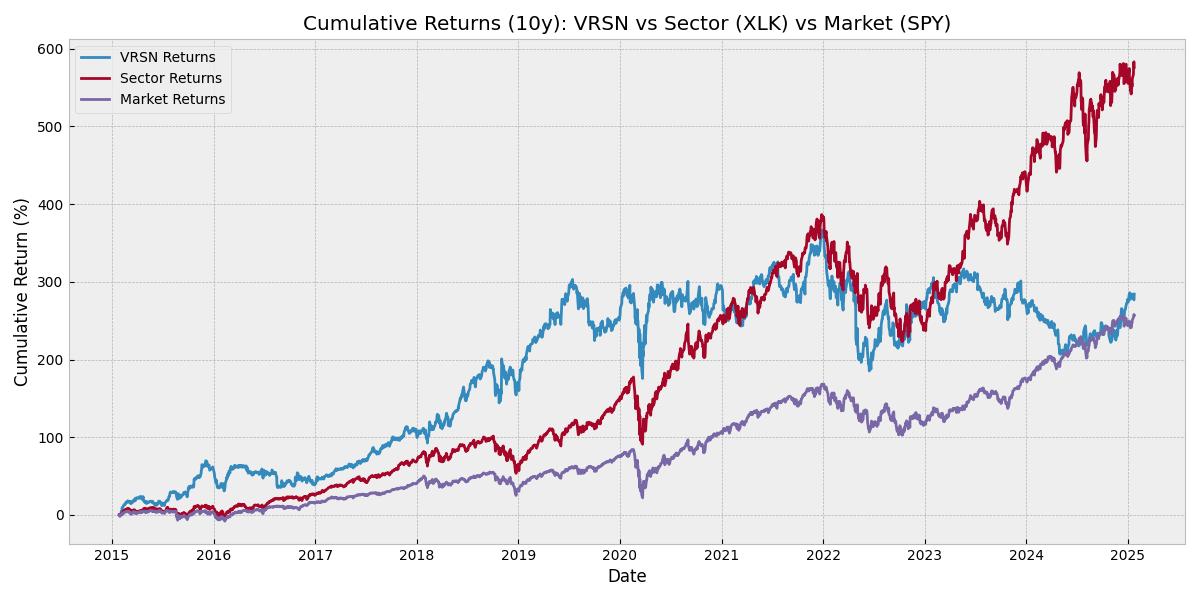 Cumulative Returns (10y): VRSN vs Sector (XLK) vs Market (SPY)
VRSN Returns
Sector Returns
Market Returns
Cumulative Return (%)
600
500
400
300
200
100
0
2015 2016 2017 2018 2019 2020 2021 2022 2023 2024 2025
Date